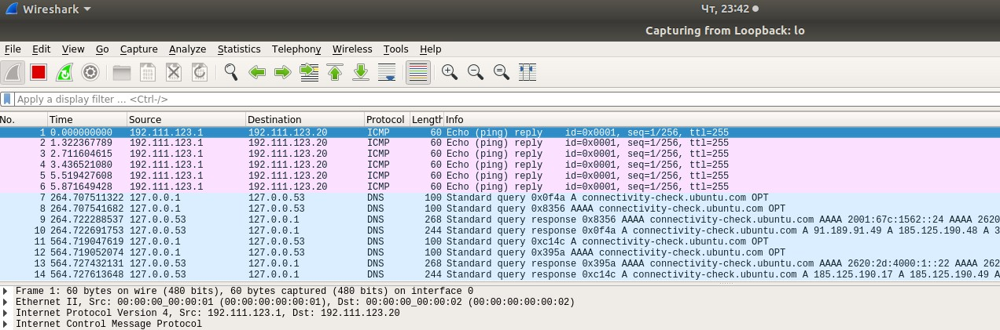 Wireshark
Чт, 23:42
Capturing from Loopback: lo
File Edit View Go Capture Analyze Statistics Telephony Wireless Tools Help
Apply a display filter ... <Ctrl-/>
No. Time Source Destination Protocol Length Info
1 0.000000000 192.111.123.1 192.111.123.20 ICMP 60 Echo (ping) reply id=0x0001, seq=1/256, ttl=255
2 1.322367789 192.111.123.1 192.111.123.20 ICMP 60 Echo (ping) reply id=0x0001, seq=1/256, ttl=255
3 2.711604615 192.111.123.1 192.111.123.20 ICMP 60 Echo (ping) reply id=0x0001, seq=1/256, ttl=255
4 3.436521080 192.111.123.1 192.111.123.20 ICMP 60 Echo (ping) reply id=0x0001, seq=1/256, ttl=255
5 5.519427608 192.111.123.1 192.111.123.20 ICMP 60 Echo (ping) reply id=0x0001, seq=1/256, ttl=255
6 5.871649428 192.111.123.1 192.111.123.20 ICMP 60 Echo (ping) reply id=0x0001, seq=1/256, ttl=255
7 264.707511322 127.0.0.1 127.0.0.53 DNS 100 Standard query 0x0f4a A connectivity-check.ubuntu.com OPT
8 264.707541682 127.0.0.1 127.0.0.53 DNS 100 Standard query 0x8356 AAAA connectivity-check.ubuntu.com OPT
9 264.722288537 127.0.0.53 127.0.0.1 DNS 268 Standard query response 0x8356 AAAA connectivity-check.ubuntu.com AAAA 2001:67c:1562::24 AAAA 2620
10 264.722691753 127.0.0.53 127.0.0.1 DNS 244 Standard query response 0x0f4a A connectivity-check.ubuntu.com A 91.189.91.49 A 185.125.190.48 A 3
11 564.719047619 127.0.0.1 127.0.0.53 DNS 100 Standard query 0xc14c A connectivity-check.ubuntu.com OPT
12 564.719052074 127.0.0.1 127.0.0.53 DNS 100 Standard query 0x395a AAAA connectivity-check.ubuntu.com OPT
13 564.727432131 127.0.0.53 127.0.0.1 DNS 268 Standard query response 0x395a AAAA connectivity-check.ubuntu.com AAAA 2620:2d:4000:1::22 AAAA 262
14 564.727613648 127.0.0.53 127.0.0.1 DNS 244 Standard query response 0xc14c A connectivity-check.ubuntu.com A 185.125.190.17 A 185.125.190.49 A
Frame 1: 60 bytes on wire (480 bits), 60 bytes captured (480 bits) on interface 0
Ethernet II, Src: 00:00:00_00:00:01 (00:00:00:00:00:01), Dst: 00:00:00_00:00:02 (00:00:00:00:00:02)
Internet Protocol Version 4, Src: 192.111.123.1, Dst: 192.111.123.20
Internet Control Message Protocol